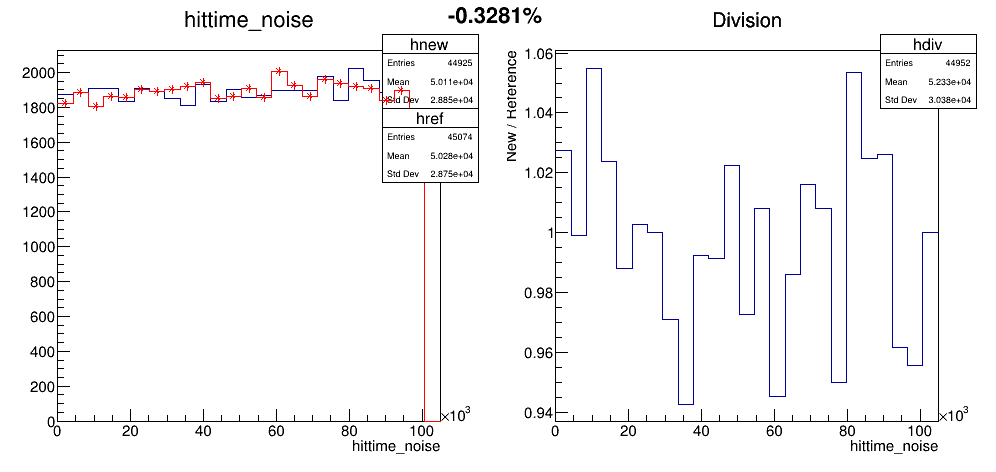 hittime_noise
-0.3281%
Division
hnew
Entries 44925
Mean 5.011e+04
Std Dev 2.885e+04
href
Entries 45074
Mean 5.028e+04
Std Dev 2.875e+04
2000
1800
1600
1400
1200
1000
800
600
400
200
0
0 20 40 60 80 100
×10³
hittime_noise
hdiv
Entries 44952
Mean 5.233e+04
Std Dev 3.038e+04
New / Reference
1.06
1.04
1.02
1
0.98
0.96
0.94
0 20 40 60 80 100
×10³
hittime_noise